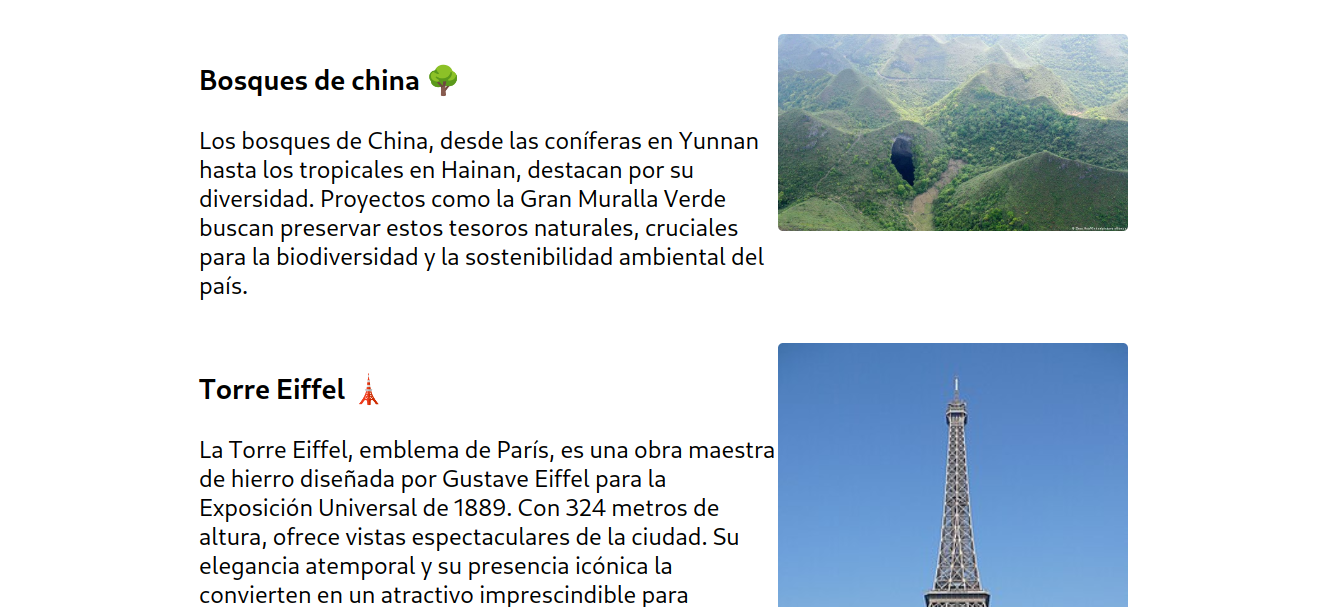 Bosques de china 🌳
Los bosques de China, desde las coníferas en Yunnan
hasta los tropicales en Hainan, destacan por su
diversidad. Proyectos como la Gran Muralla Verde
buscan preservar estos tesoros naturales, cruciales
para la biodiversidad y la sostenibilidad ambiental del
país.
Torre Eiffel 🗼
La Torre Eiffel, emblema de París, es una obra maestra
de hierro diseñada por Gustave Eiffel para la
Exposición Universal de 1889. Con 324 metros de
altura, ofrece vistas espectaculares de la ciudad. Su
elegancia atemporal y su presencia icónica la
convierten en un atractivo imprescindible para